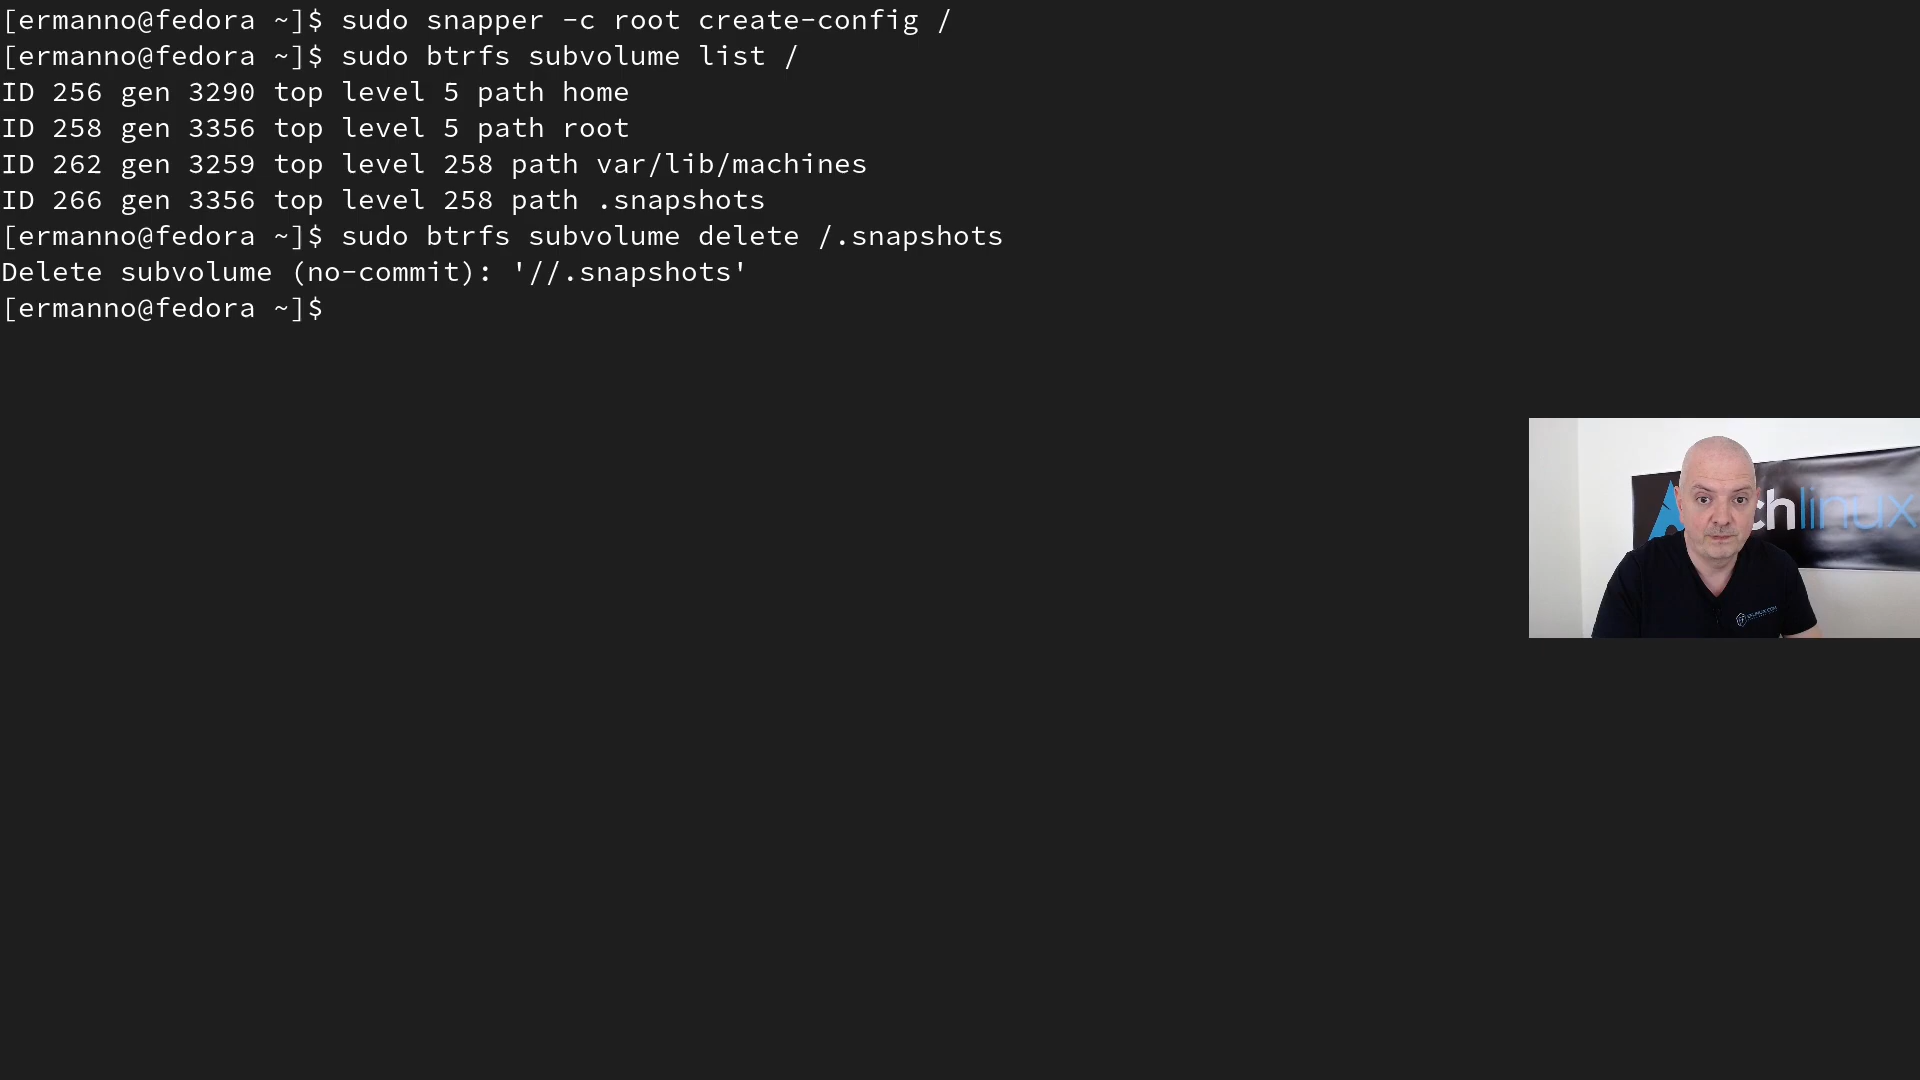 [ermanno@fedora ~]$ sudo snapper -c root create-config /
[ermanno@fedora ~]$ sudo btrfs subvolume list /
ID 256 gen 3290 top level 5 path home
ID 258 gen 3356 top level 5 path root
ID 262 gen 3259 top level 258 path var/lib/machines
ID 266 gen 3356 top level 258 path .snapshots
[ermanno@fedora ~]$ sudo btrfs subvolume delete /.snapshots
Delete subvolume (no-commit): '//.snapshots'
[ermanno@fedora ~]$
ch linux